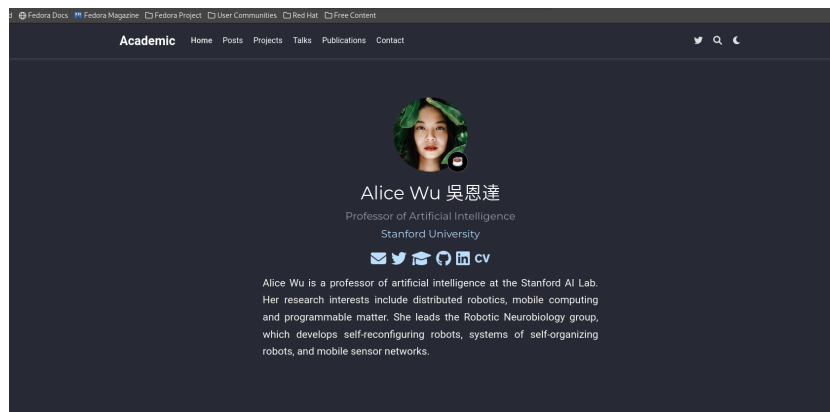 Fedora Docs Fedora Magazine Fedora Project User Communities Red Hat Free Content
Academic Home Posts Projects Talks Publications Contact
Alice Wu 吳恩達
Professor of Artificial Intelligence
Stanford University
CV
Alice Wu is a professor of artificial intelligence at the Stanford AI Lab.
Her research interests include distributed robotics, mobile computing
and programmable matter. She leads the Robotic Neurobiology group,
which develops self-reconfiguring robots, systems of self-organizing
robots, and mobile sensor networks.